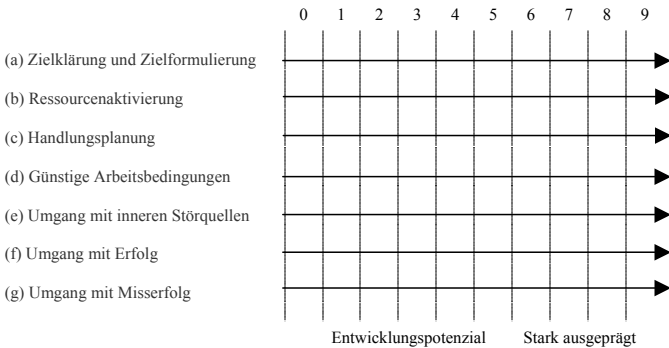 0 1 2 3 4 5 6 7 8 9
(a) Zielklärung und Zielformulierung
(b) Ressourcenaktivierung
(c) Handlungsplanung
(d) Günstige Arbeitsbedingungen
(e) Umgang mit inneren Störquellen
(f) Umgang mit Erfolg
(g) Umgang mit Misserfolg
Entwicklungspotenzial Stark ausgeprägt